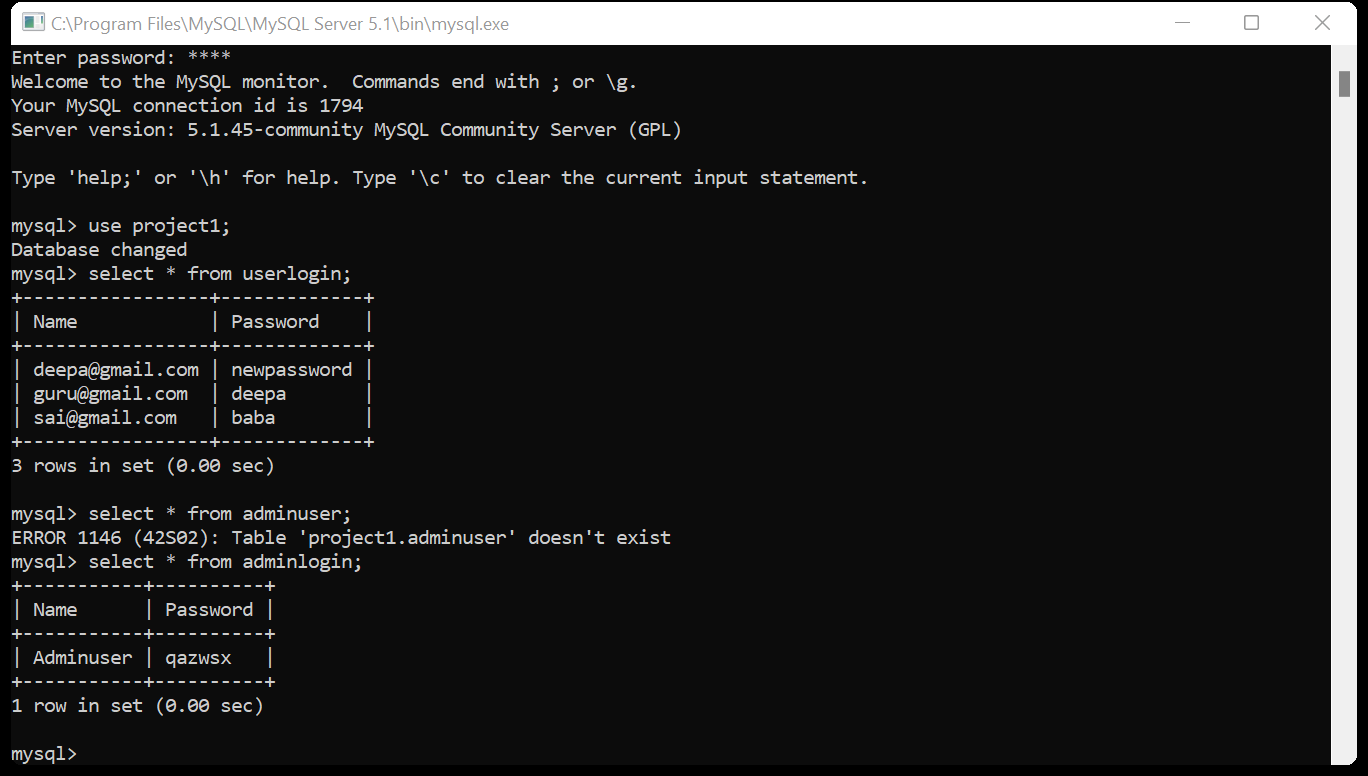 C:\Program Files\MySQL\MySQL Server 5.1\bin\mysql.exe
Enter password: ****
Welcome to the MySQL monitor.  Commands end with ; or \g.
Your MySQL connection id is 1794
Server version: 5.1.45-community MySQL Community Server (GPL)

Type 'help;' or '\h' for help. Type '\c' to clear the current input statement.

mysql> use project1;
Database changed
mysql> select * from userlogin;
+-----------------+-------------+
| Name            | Password    |
+-----------------+-------------+
| deepa@gmail.com | newpassword |
| guru@gmail.com  | deepa       |
| sai@gmail.com   | baba        |
+-----------------+-------------+
3 rows in set (0.00 sec)

mysql> select * from adminuser;
ERROR 1146 (42S02): Table 'project1.adminuser' doesn't exist
mysql> select * from adminlogin;
+-----------+----------+
| Name      | Password |
+-----------+----------+
| Adminuser | qazwsx   |
+-----------+----------+
1 row in set (0.00 sec)

mysql>